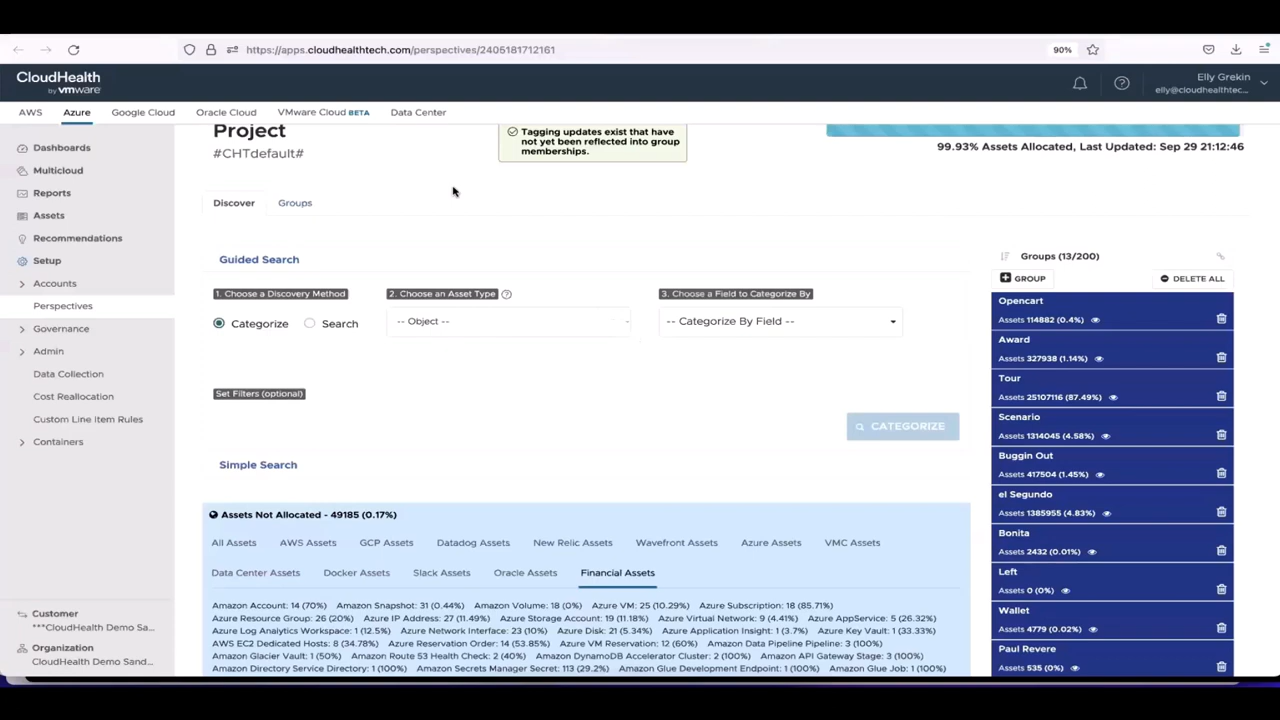 https://apps.cloudhealthtech.com/perspectives/2406181712161
90%
CloudHealth
by vmware
Elly Grekin
elly@cloudhealthtec...
AWS
Azure
Google Cloud
Oracle Cloud
VMware Cloud BETA
Data Center
Dashboards
Multicloud
Reports
Assets
Recommendations
Setup
Accounts
Perspectives
Governance
Admin
Data Collection
Cost Reallocation
Custom Line Item Rules
Containers
Customer
***CloudHealth Demo Sa...
Organization
CloudHealth Demo Sand...
Project
#CHTdefault#
Tagging updates exist that have
not yet been reflected into group
memberships.
99.93% Assets Allocated, Last Updated: Sep 29 21:12:46
Discover
Groups
Guided Search
1. Choose a Discovery Method
2. Choose an Asset Type
3. Choose a Field to Categorize By
Categorize
Search
-- Object --
-- Categorize By Field --
Set Filters (optional)
CATEGORIZE
Simple Search
Assets Not Allocated - 49185 (0.17%)
All Assets
AWS Assets
GCP Assets
Datadog Assets
New Relic Assets
Wavefront Assets
Azure Assets
VMC Assets
Data Center Assets
Docker Assets
Slack Assets
Oracle Assets
Financial Assets
Amazon Account: 14 (70%) Amazon Snapshot: 31 (0.44%) Amazon Volume: 18 (0%) Azure VM: 25 (10.29%) Azure Subscription: 18 (85.71%)
Azure Resource Group: 26 (20%) Azure IP Address: 27 (11.49%) Azure Storage Account: 19 (11.18%) Azure Virtual Network: 9 (4.41%) Azure AppService: 5 (26.32%)
Azure Log Analytics Workspace: 1 (12.5%) Azure Network Interface: 23 (10%) Azure Disk: 21 (5.34%) Azure Application Insight: 1 (3.7%) Azure Key Vault: 1 (33.33%)
AWS EC2 Dedicated Hosts: 8 (34.78%) Azure Reservation Order: 14 (53.85%) Azure VM Reservation: 12 (60%) Amazon Data Pipeline Pipeline: 3 (100%)
Amazon Glacier Vault: 1 (50%) Amazon Route 53 Health Check: 2 (40%) Amazon DynamoDB Accelerator Cluster: 2 (100%) Amazon API Gateway Stage: 3 (100%)
Amazon Directory Service Directory: 1 (100%) Amazon Secrets Manager Secret: 113 (29.2%) Amazon Glue Development Endpoint: 1 (100%) Amazon Glue Job: 1 (100%)
Groups (13/200)
GROUP
DELETE ALL
Opencart
Assets 114882 (0.4%)
Award
Assets 327938 (1.14%)
Tour
Assets 25107116 (87.49%)
Scenario
Assets 1314045 (4.58%)
Buggin Out
Assets 417504 (1.45%)
el Segundo
Assets 1385955 (4.83%)
Bonita
Assets 2432 (0.01%)
Left
Assets 0 (0%)
Wallet
Assets 4779 (0.02%)
Paul Revere
Assets 535 (0%)